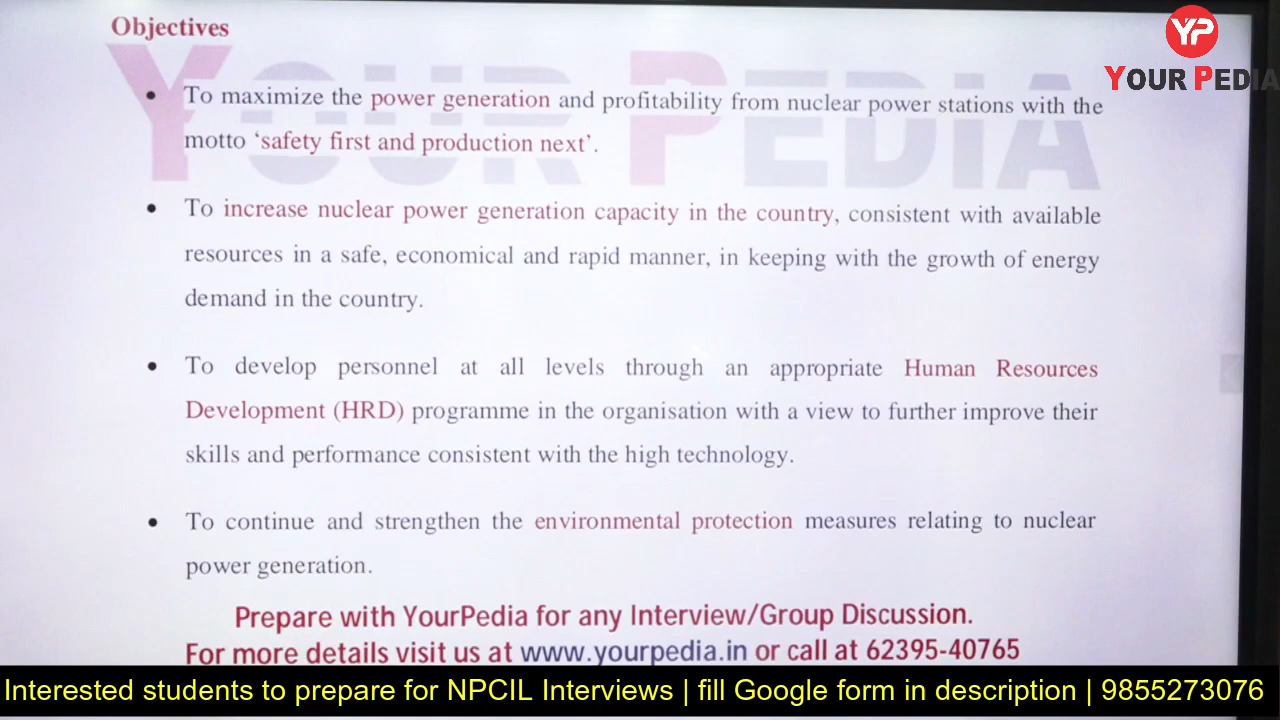 Objectives
YP
YOUR PEDIA
YOUR PEDIA
• To maximize the power generation and profitability from nuclear power stations with the
motto ‘safety first and production next’.
• To increase nuclear power generation capacity in the country, consistent with available
resources in a safe, economical and rapid manner, in keeping with the growth of energy
demand in the country.
• To develop personnel at all levels through an appropriate Human Resources
Development (HRD) programme in the organisation with a view to further improve their
skills and performance consistent with the high technology.
• To continue and strengthen the environmental protection measures relating to nuclear
power generation.
Prepare with YourPedia for any Interview/Group Discussion.
For more details visit us at www.yourpedia.in or call at 62395-40765
Interested students to prepare for NPCIL Interviews | fill Google form in description | 9855273076